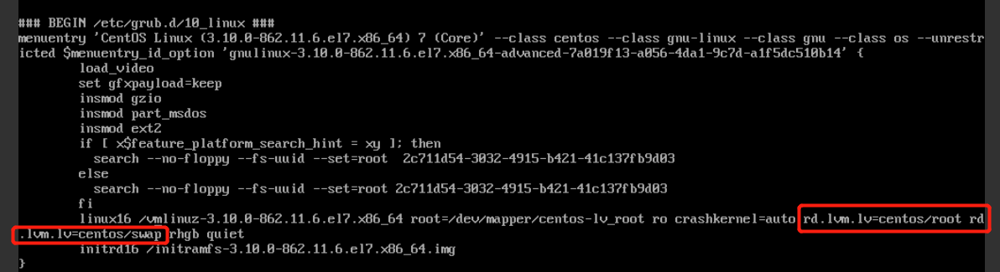 ### BEGIN /etc/grub.d/10_linux ###
menuentry 'CentOS Linux (3.10.0-862.11.6.el7.x86_64) 7 (Core)' --class centos --class gnu-linux --class gnu --class os --unrestr
icted $menuentry_id_option 'gnulinux-3.10.0-862.11.6.el7.x86_64-advanced-7a019f13-a056-4da1-9c7d-a1f5dc510b14' {
        load_video
        set gfxpayload=keep
        insmod gzio
        insmod part_msdos
        insmod ext2
        if [ x$feature_platform_search_hint = xy ]; then
          search --no-floppy --fs-uuid --set=root  2c711d54-3032-4915-b421-41c137fb9d03
        else
          search --no-floppy --fs-uuid --set=root 2c711d54-3032-4915-b421-41c137fb9d03
        fi
        linux16 /vmlinuz-3.10.0-862.11.6.el7.x86_64 root=/dev/mapper/centos-lv_root ro crashkernel=auto rd.lvm.lv=centos/root rd
.lvm.lv=centos/swap rhgb quiet
        initrd16 /initramfs-3.10.0-862.11.6.el7.x86_64.img
}